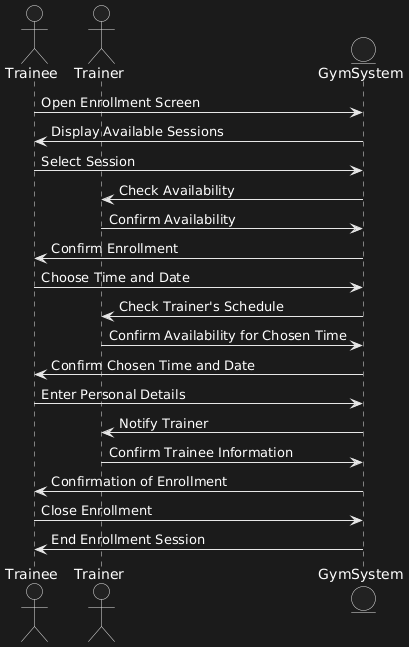 Trainee Trainer GymSystem
Open Enrollment Screen
Display Available Sessions
Select Session
Check Availability
Confirm Availability
Confirm Enrollment
Choose Time and Date
Check Trainer's Schedule
Confirm Availability for Chosen Time
Confirm Chosen Time and Date
Enter Personal Details
Notify Trainer
Confirm Trainee Information
Confirmation of Enrollment
Close Enrollment
End Enrollment Session
Trainee Trainer GymSystem